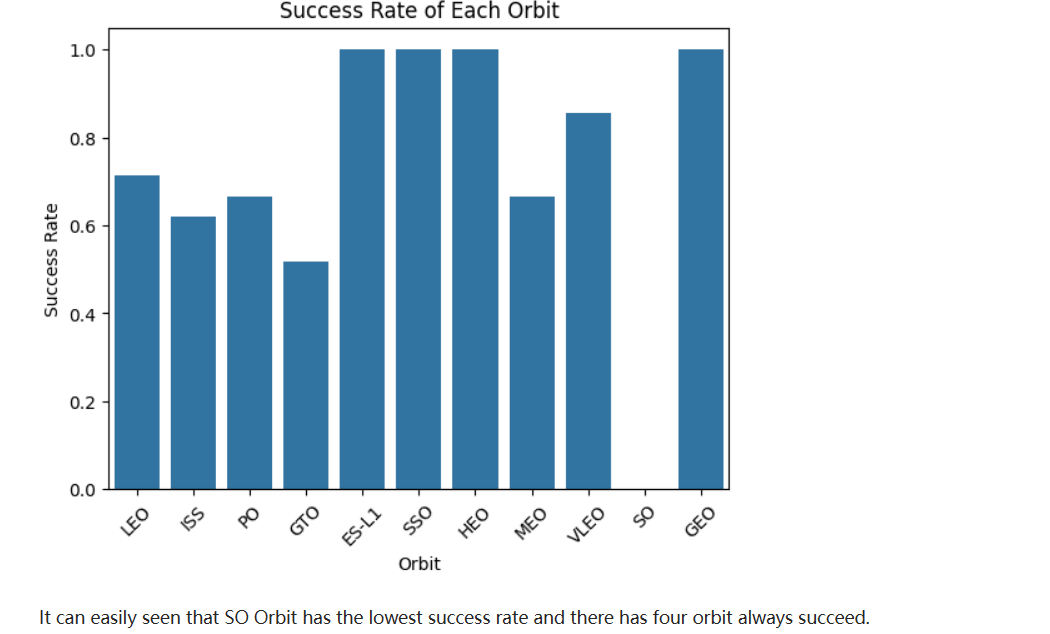 Success Rate of Each Orbit
1.0
0.8
0.6
0.4
0.2
0.0
Success Rate
LEO
ISS
PO
GTO
ES-L1
SSO
HEO
MEO
VLEO
SO
GEO
Orbit
It can easily seen that SO Orbit has the lowest success rate and there has four orbit always succeed.